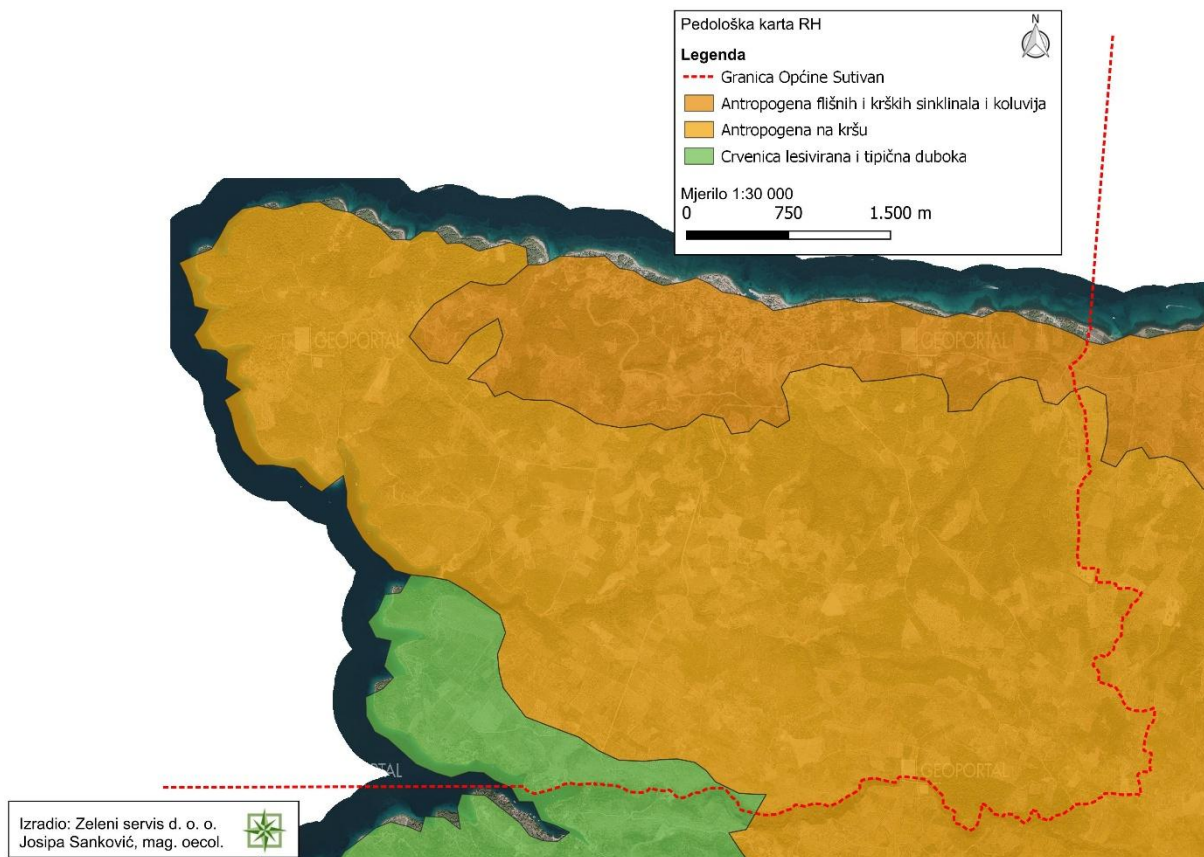 Pedološka karta RH
N
Legenda
Granica Općine Sutivan
Antropogena flišnih i krških sinklinala i koluvija
Antropogena na kršu
Crvenica lesivirana i tipična duboka
Mjerilo 1:30 000
0 750 1.500 m
GEOPORTAL
GEOPORTAL
PORTAL
GEOPORTAL
Izradio: Zeleni servis d. o. o.
Josipa Sanković, mag. oecol.